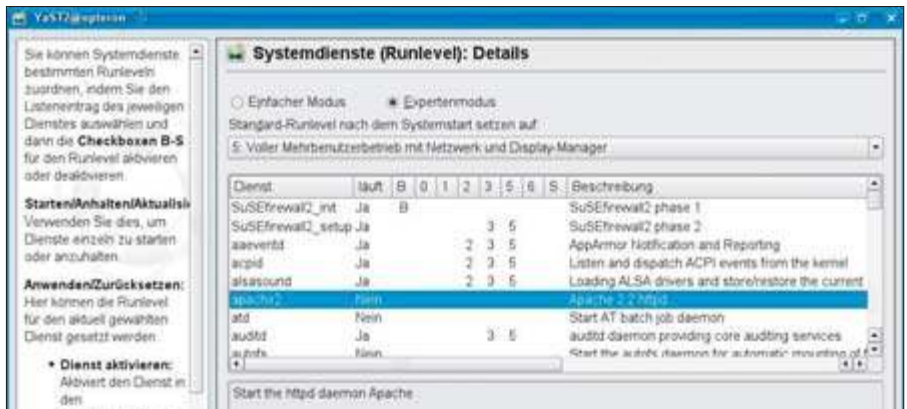 YaST2@opteron
Sie können Systemdienste
bestimmten Runleveln
zuordnen, indem Sie den
Listeneintrag des jeweiligen
Dienstes auswählen und
dann die Checkboxen B-S
für den Runlevel aktivieren
oder deaktivieren.
Starten/Anhalten/Aktualisi
Verwenden Sie dies, um
Dienste einzeln zu starten
oder anzuhalten.
Anwenden/Zurücksetzen:
Hier können die Runlevel
für den aktuell gewählten
Dienst gesetzt werden.
• Dienst aktivieren:
Aktiviert den Dienst in
den
Systemdienste (Runlevel): Details
Einfacher Modus Expertenmodus
Standard-Runlevel nach dem Systemstart setzen auf:
5: Voller Mehrbenutzerbetrieb mit Netzwerk und Display-Manager
Dienst läuft B 0 1 2 3 5 6 S Beschreibung
SuSEfirewall2_init Ja B SuSEfirewall2 phase 1
SuSEfirewall2_setup Ja 3 5 SuSEfirewall2 phase 2
aaeventd Ja 2 3 5 AppArmor Notification and Reporting
acpid Ja 2 3 5 Listen and dispatch ACPI events from the kernel
alsasound Ja 2 3 5 Loading ALSA drivers and store/restore the current
apache2 Nein Apache 2.2 httpd
atd Nein Start AT batch job daemon
auditd Ja 3 5 auditd daemon providing core auditing services
autofs Nein Start the autofs daemon for automatic mounting of f
Start the httpd daemon Apache